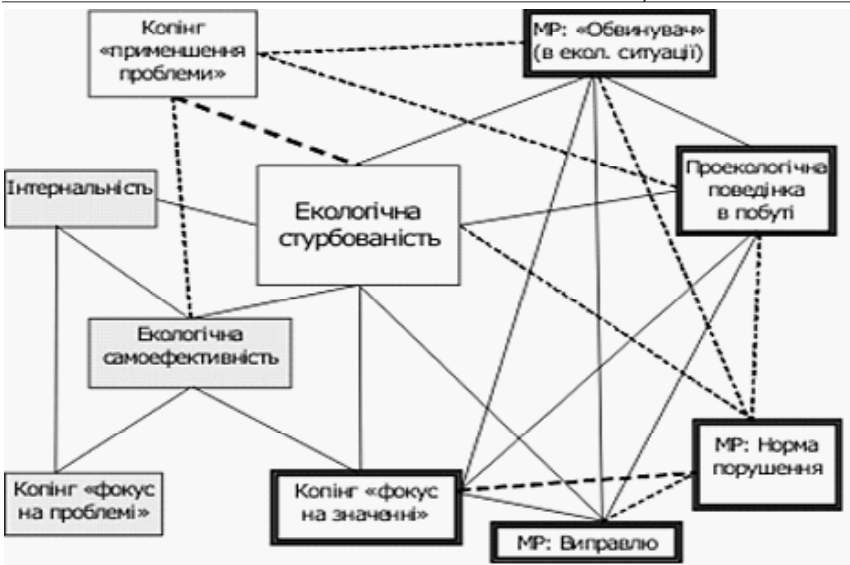 Копінг
«применшення
проблеми»
МР: «Обвинувач»
(в екол. ситуації)
Інтернальність
Екологічна
стурбованість
Проекологічна
поведінка
в побуті
Екологічна
самоефективність
МР: Норма
порушення
Копінг «фокус
на проблемі»
Копінг «фокус
на значенні»
МР: Виправлю